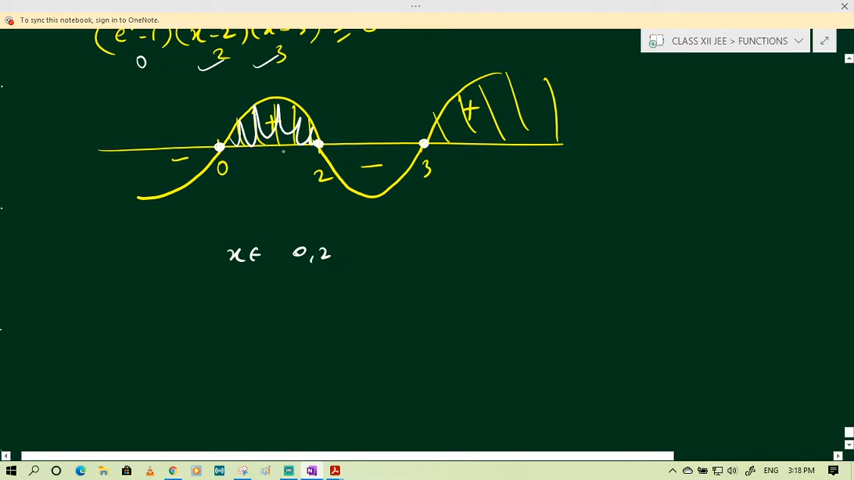 To sync this notebook, sign in to OneNote.
CLASS XII JEE > FUNCTIONS
0 2 3
+ +
- -
0 2 3
x ∈ 0, 2
ENG 3:18 PM